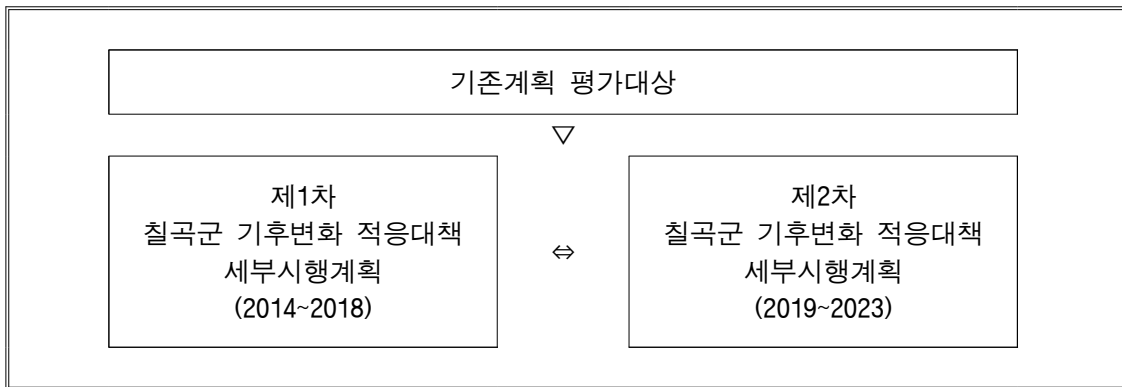 기존계획 평가대상
▽
제1차
칠곡군 기후변화 적응대책
세부시행계획
(2014~2018)
⇔
제2차
칠곡군 기후변화 적응대책
세부시행계획
(2019~2023)